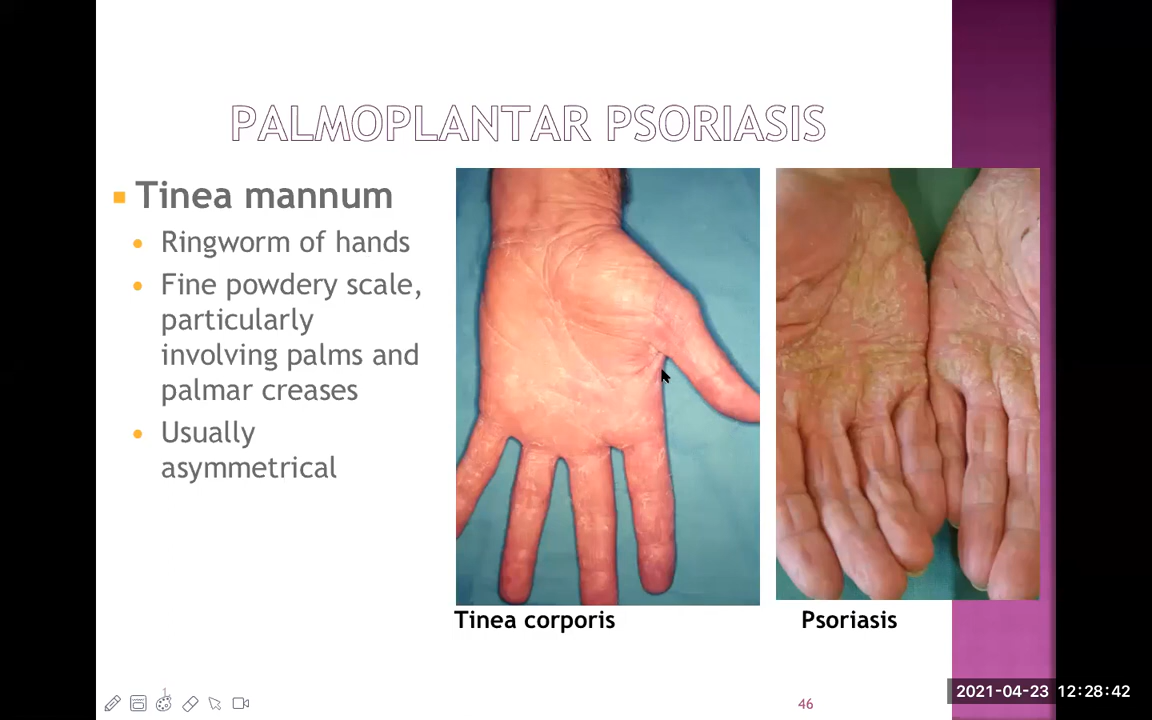 PALMOPLANTAR PSORIASIS
Tinea mannum
Ringworm of hands
Fine powdery scale,
particularly
involving palms and
palmar creases
Usually
asymmetrical
Tinea corporis
Psoriasis
46
2021-04-23 12:28:42